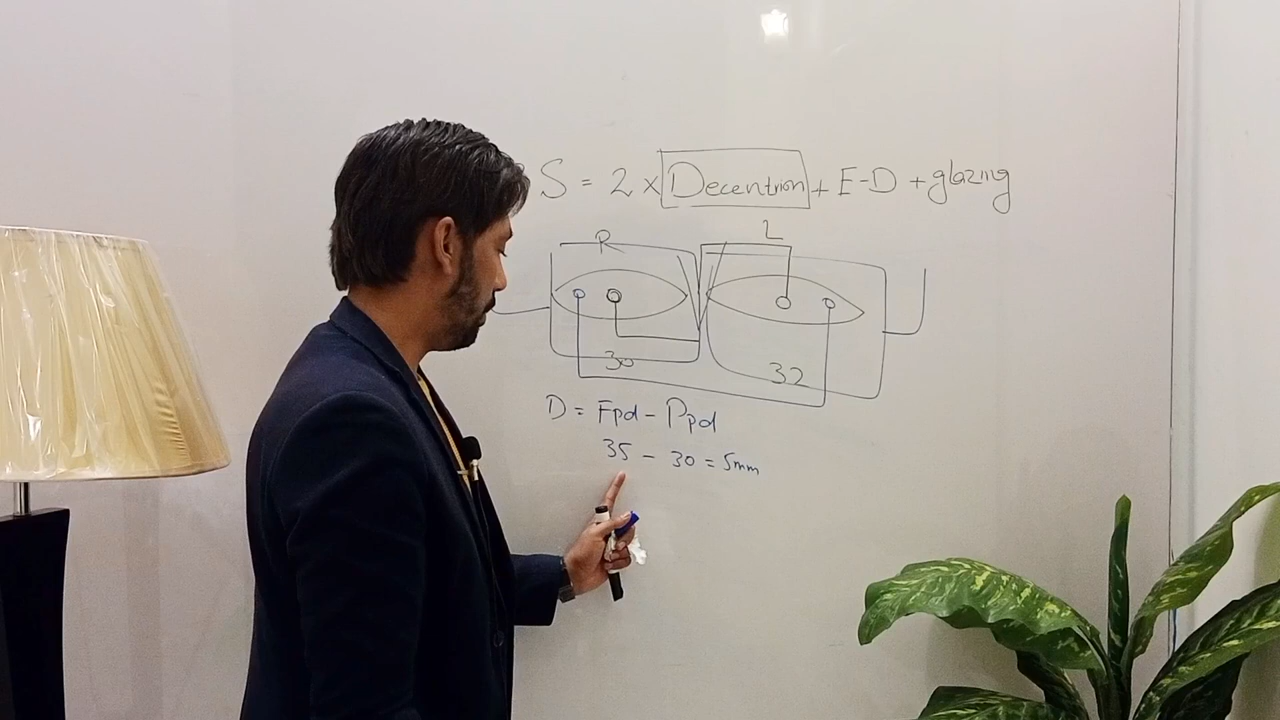 S = 2 x Decentrion + E-D + glazing
R L
30 32
D = Fpd - Ppd
35 - 30 = 5mm